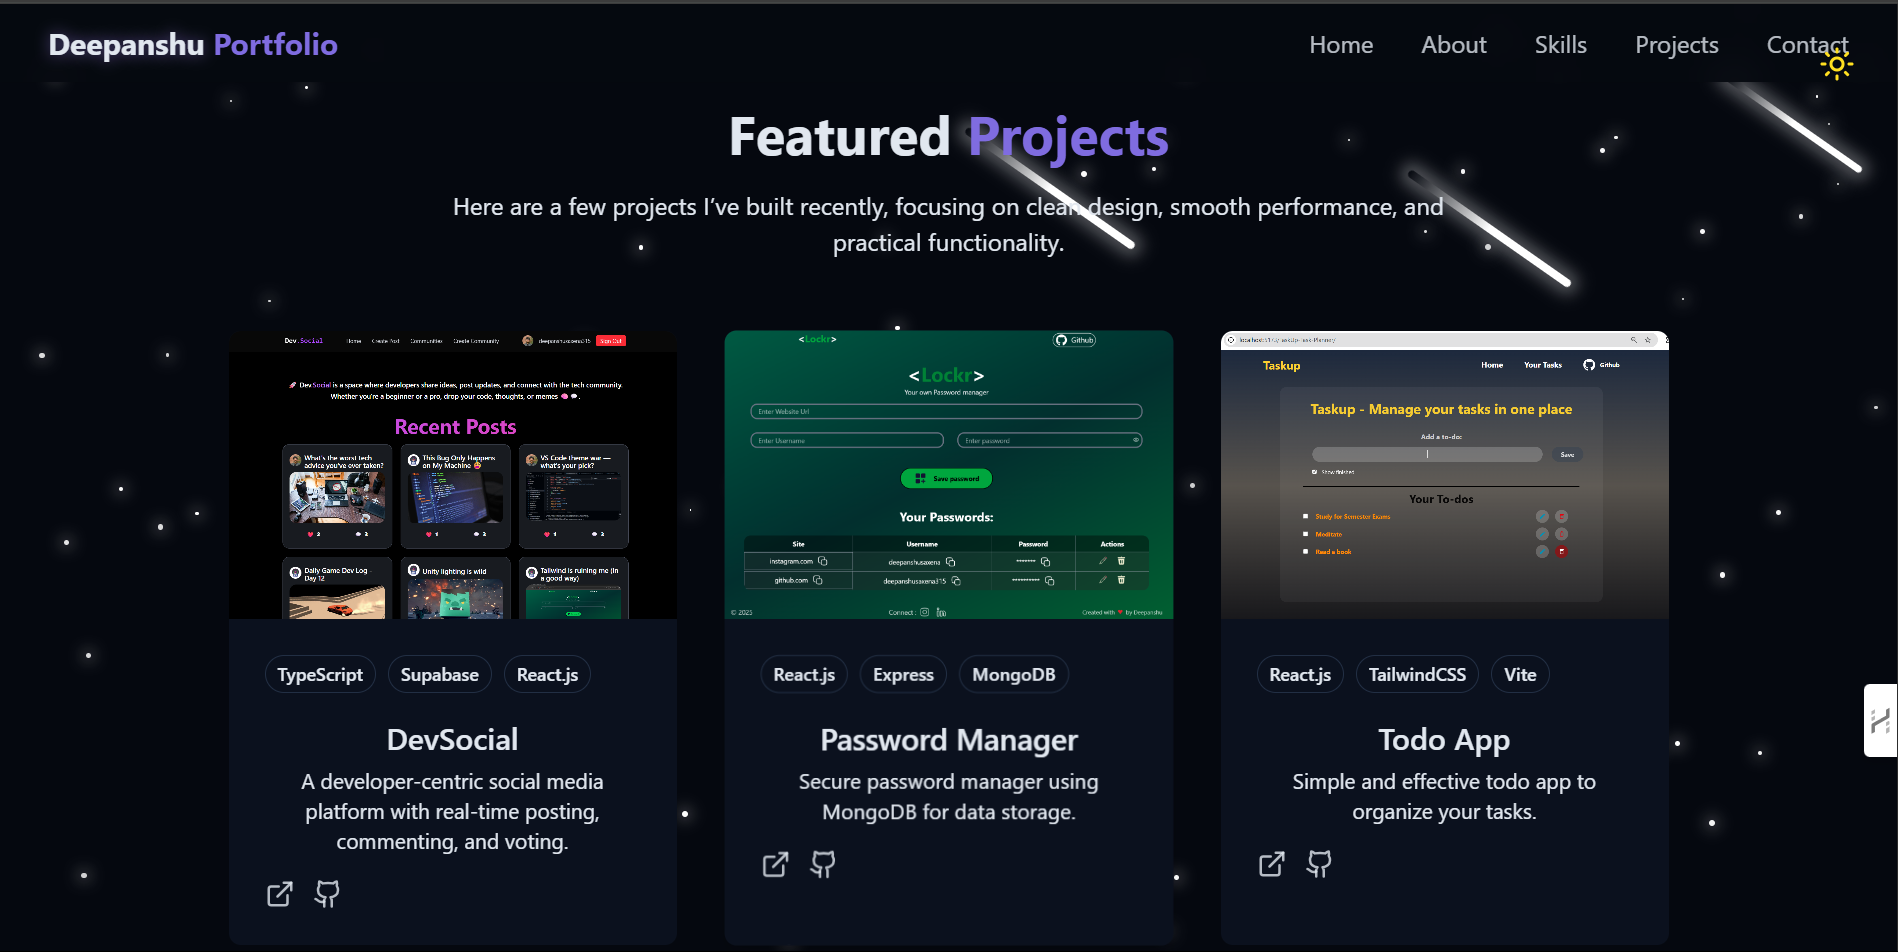 Deepanshu Portfolio
Home About Skills Projects Contact
Featured Projects
Here are a few projects I’ve built recently, focusing on clean design, smooth performance, and
practical functionality.
Dev.Social Home Create Post Communities Create Community deepanshusaxena315 Sign Out
Dev.Social is a space where developers share ideas, post updates, and connect with the tech community.
Whether you're a beginner or a pro, drop your code, thoughts, or memes
Recent Posts
What's the worst tech
advice you've ever taken?
This Bug Only Happens
on My Machine
VS Code theme war —
what's your pick?
Daily Game Dev Log -
Day 12
Unity lighting is wild
Tailwind is ruining me (in
a good way)
TypeScript Supabase React.js
DevSocial
A developer-centric social media
platform with real-time posting,
commenting, and voting.
<Lockr> Github
<Lockr>
Your own Password manager
Enter Website Url
Enter Username Enter password
Save password
Your Passwords:
Site Username Password Actions
instagram.com deepanshusaxena *******
github.com deepanshusaxena315 **********
© 2025 Connect : Created with ❤ by Deepanshu
React.js Express MongoDB
Password Manager
Secure password manager using
MongoDB for data storage.
Taskup Home Your Tasks Github
Taskup - Manage your tasks in one place
Add a to-do:
Save
Show finished
Your To-dos
Study for Semester Exams
Meditate
Read a book
React.js TailwindCSS Vite
Todo App
Simple and effective todo app to
organize your tasks.